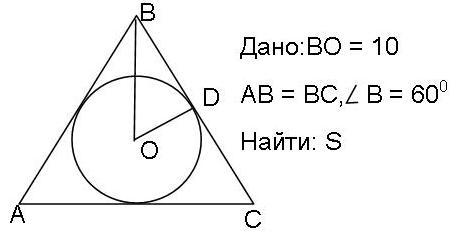 B
Дано:BO = 10
D
AB = BC,∠ B = 60⁰
O
Найти: S
A
C